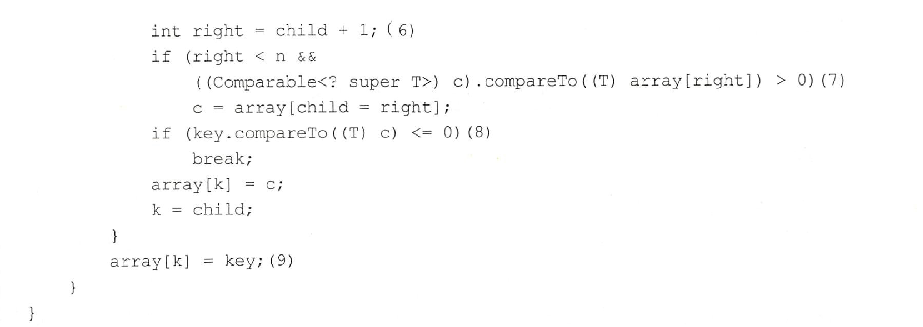 int right = child + 1; (6)
if (right < n &&
((Comparable<? super T>) c).compareTo((T) array[right]) > 0) (7)
c = array[child = right];
if (key.compareTo((T) c) <= 0) (8)
break;
array[k] = c;
k = child;
}
array[k] = key; (9)
}
}